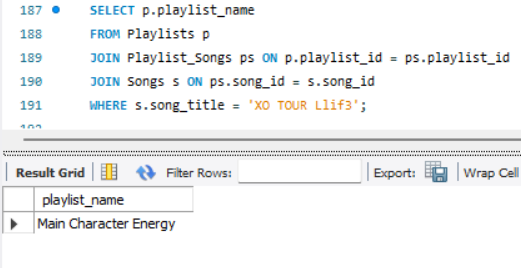 187 SELECT p.playlist_name
188 FROM Playlists p
189 JOIN Playlist_Songs ps ON p.playlist_id = ps.playlist_id
190 JOIN Songs s ON ps.song_id = s.song_id
191 WHERE s.song_title = 'XO TOUR Llif3';
192
Result Grid Filter Rows: Export: Wrap Cell
playlist_name
Main Character Energy